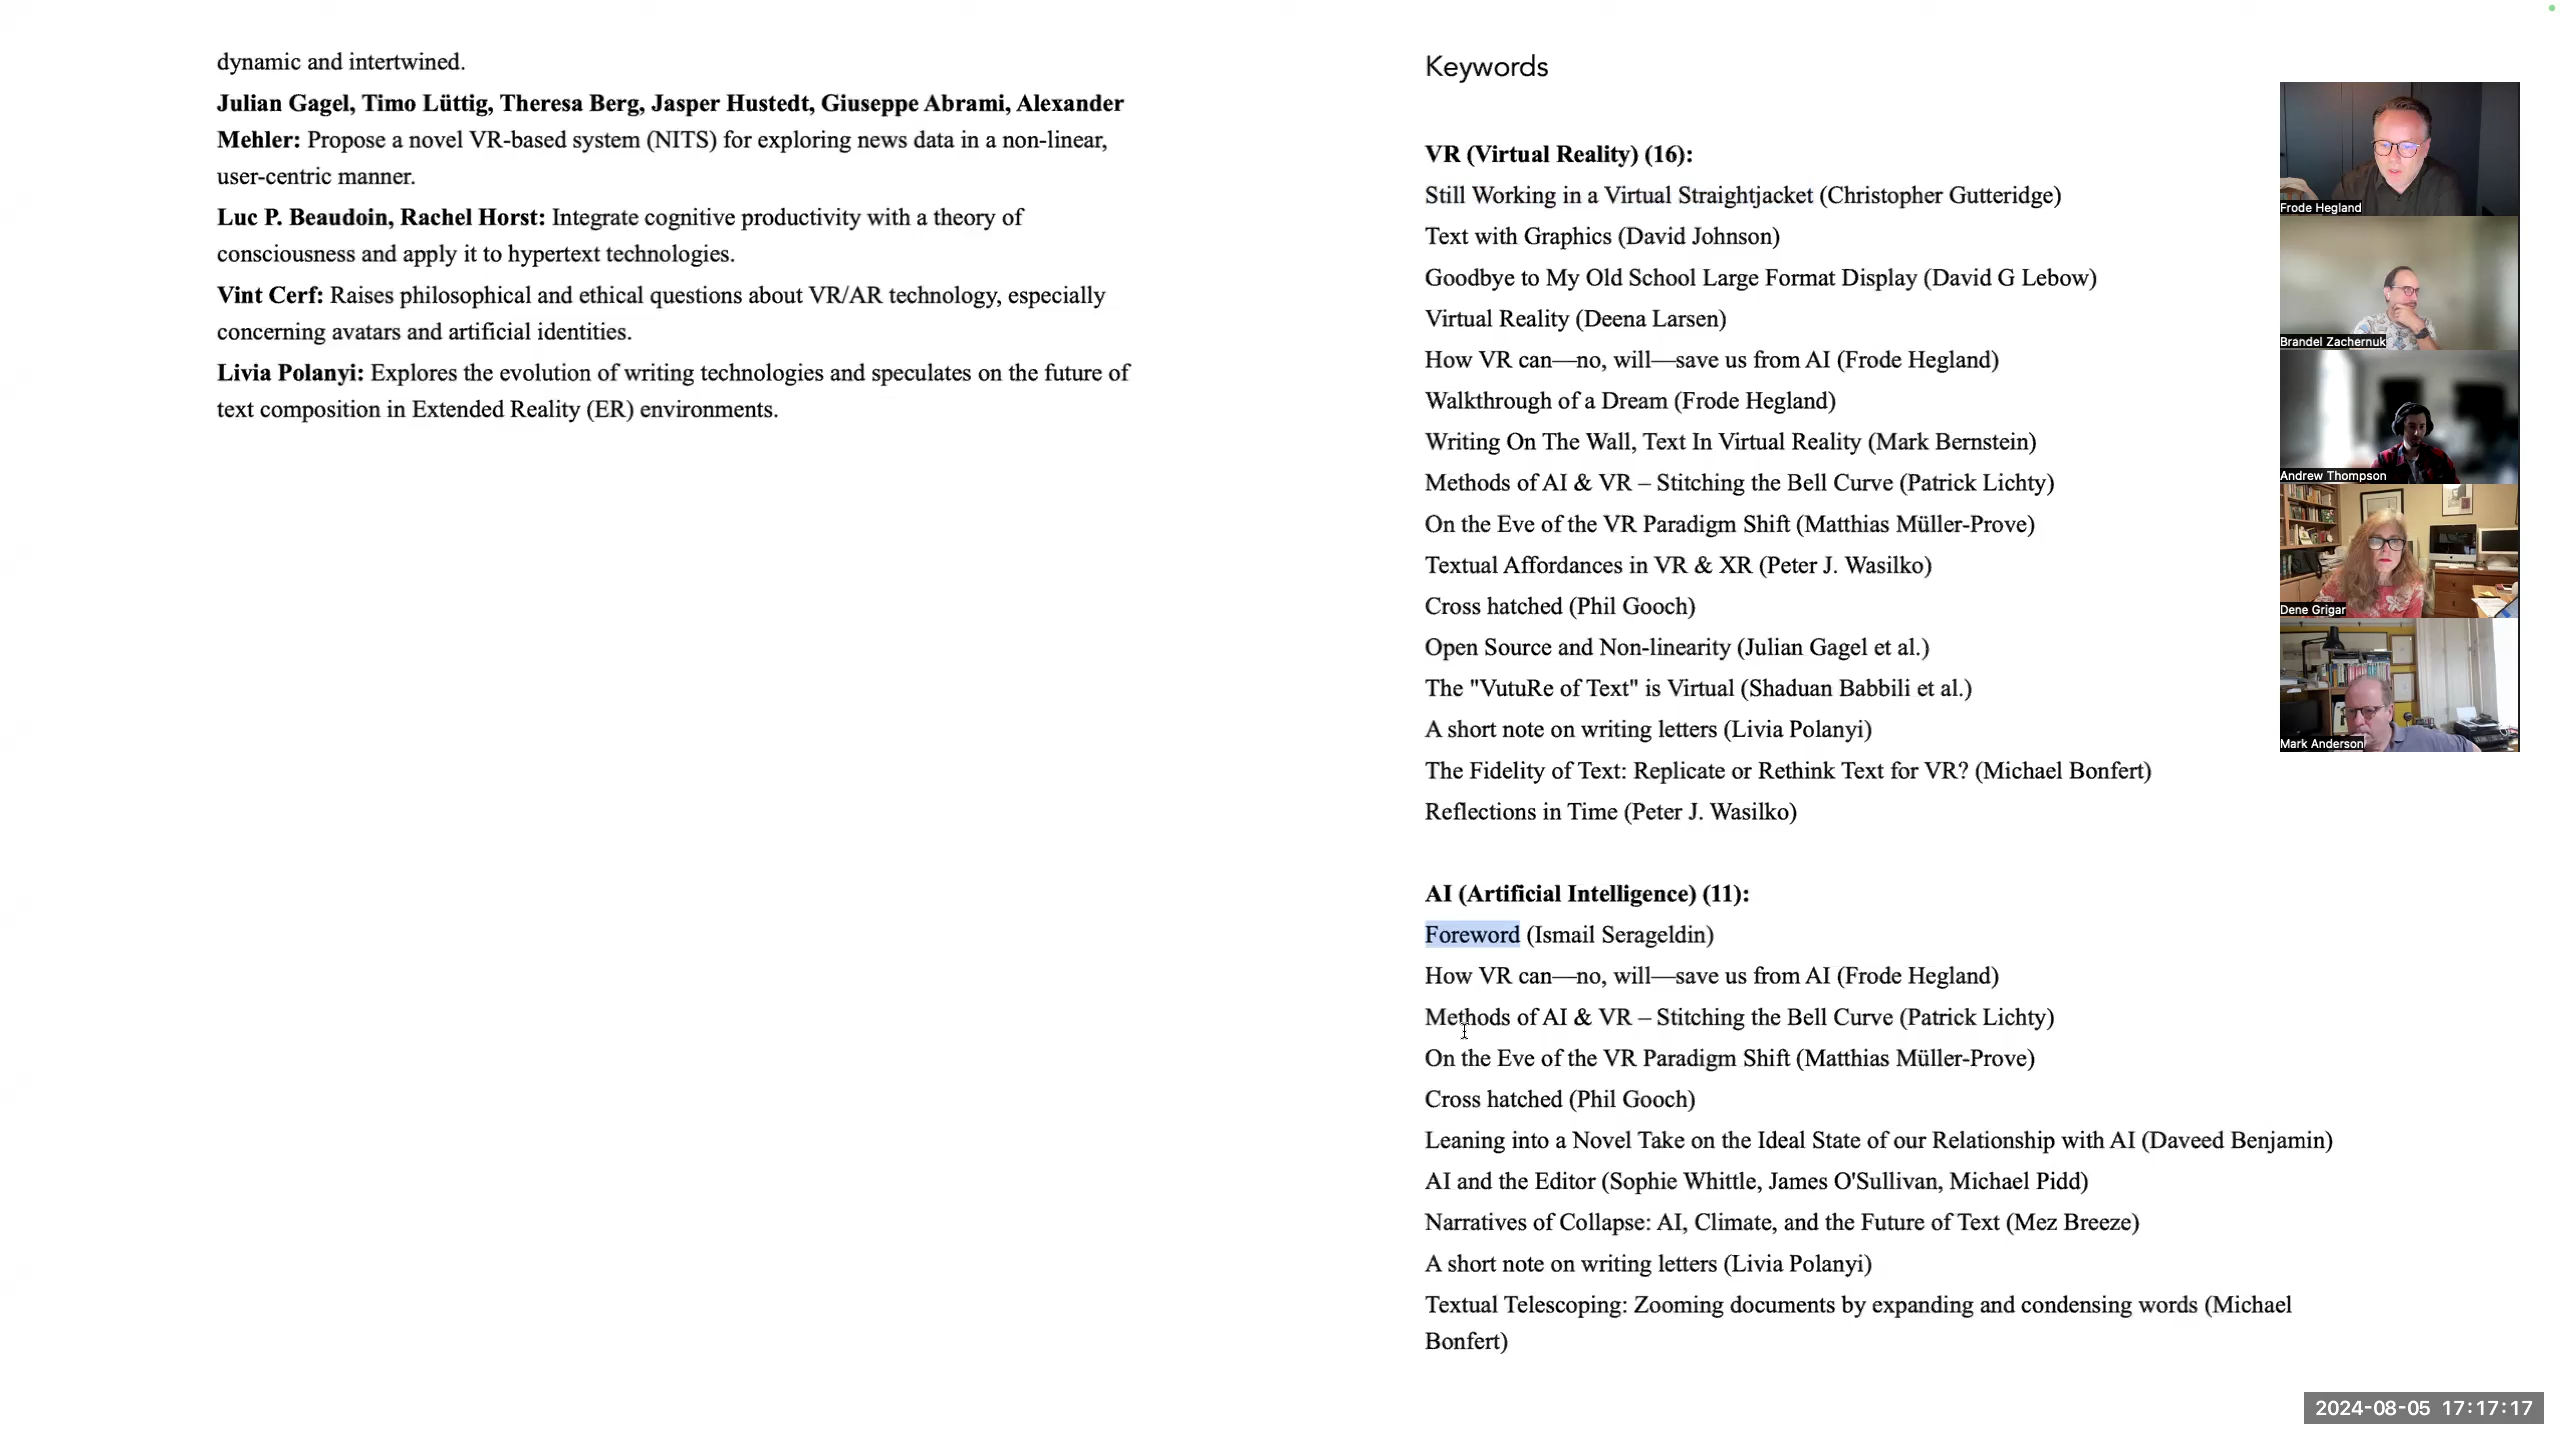 dynamic and intertwined.
Julian Gagel, Timo Lüttig, Theresa Berg, Jasper Hustedt, Giuseppe Abrami, Alexander
Mehler: Propose a novel VR-based system (NITS) for exploring news data in a non-linear,
user-centric manner.
Luc P. Beaudoin, Rachel Horst: Integrate cognitive productivity with a theory of
consciousness and apply it to hypertext technologies.
Vint Cerf: Raises philosophical and ethical questions about VR/AR technology, especially
concerning avatars and artificial identities.
Livia Polanyi: Explores the evolution of writing technologies and speculates on the future of
text composition in Extended Reality (ER) environments.
Keywords
VR (Virtual Reality) (16):
Still Working in a Virtual Straightjacket (Christopher Gutteridge)
Text with Graphics (David Johnson)
Goodbye to My Old School Large Format Display (David G Lebow)
Virtual Reality (Deena Larsen)
How VR can—no, will—save us from AI (Frode Hegland)
Walkthrough of a Dream (Frode Hegland)
Writing On The Wall, Text In Virtual Reality (Mark Bernstein)
Methods of AI & VR – Stitching the Bell Curve (Patrick Lichty)
On the Eve of the VR Paradigm Shift (Matthias Müller-Prove)
Textual Affordances in VR & XR (Peter J. Wasilko)
Cross hatched (Phil Gooch)
Open Source and Non-linearity (Julian Gagel et al.)
The "VutuRe of Text" is Virtual (Shaduan Babbili et al.)
A short note on writing letters (Livia Polanyi)
The Fidelity of Text: Replicate or Rethink Text for VR? (Michael Bonfert)
Reflections in Time (Peter J. Wasilko)
AI (Artificial Intelligence) (11):
Foreword (Ismail Serageldin)
How VR can—no, will—save us from AI (Frode Hegland)
Methods of AI & VR – Stitching the Bell Curve (Patrick Lichty)
On the Eve of the VR Paradigm Shift (Matthias Müller-Prove)
Cross hatched (Phil Gooch)
Leaning into a Novel Take on the Ideal State of our Relationship with AI (Daveed Benjamin)
AI and the Editor (Sophie Whittle, James O'Sullivan, Michael Pidd)
Narratives of Collapse: AI, Climate, and the Future of Text (Mez Breeze)
A short note on writing letters (Livia Polanyi)
Textual Telescoping: Zooming documents by expanding and condensing words (Michael
Bonfert)
Frode Hegland
Brandel Zachernuk
Andrew Thompson
Dene Grigar
Mark Anderson
2024-08-05 17:17:17